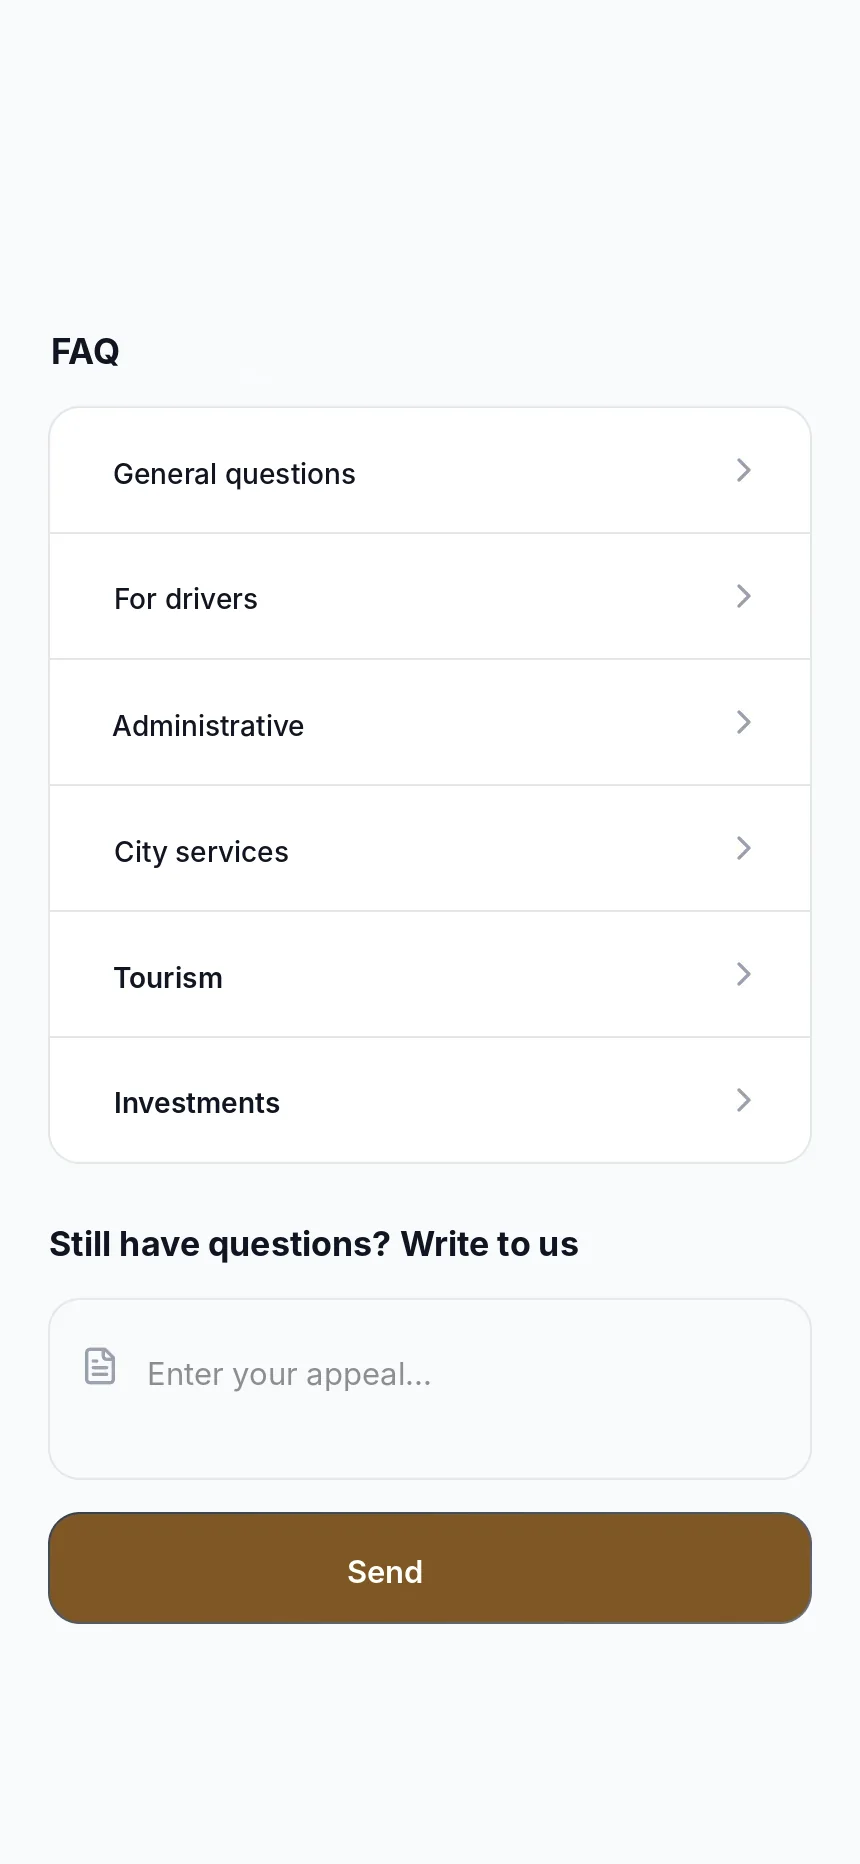 FAQ
General questions
For drivers
Administrative
City services
Tourism
Investments
Still have questions? Write to us
Enter your appeal...
Send